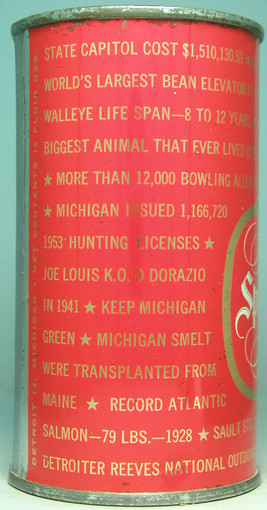 STATE CAPITOL COST $1,510,130.59 ★
WORLD'S LARGEST BEAN ELEVATOR
WALLEYE LIFE SPAN—8 TO 12 YEARS
BIGGEST ANIMAL THAT EVER LIVED
★ MORE THAN 12,000 BOWLING
★ MICHIGAN ISSUED 1,166,720
1953 HUNTING LICENSES ★
JOE LOUIS K.O.'D DORAZIO
IN 1941 ★ KEEP MICHIGAN
GREEN ★ MICHIGAN SMELT
WERE TRANSPLANTED FROM
MAINE ★ RECORD ATLANTIC
SALMON—79 LBS.—1928 ★ SAULT STE.
DETROITER REEVES NATIONAL
DETROIT 14, MICHIGAN • NET CONTENTS 12 FLUID OZS.